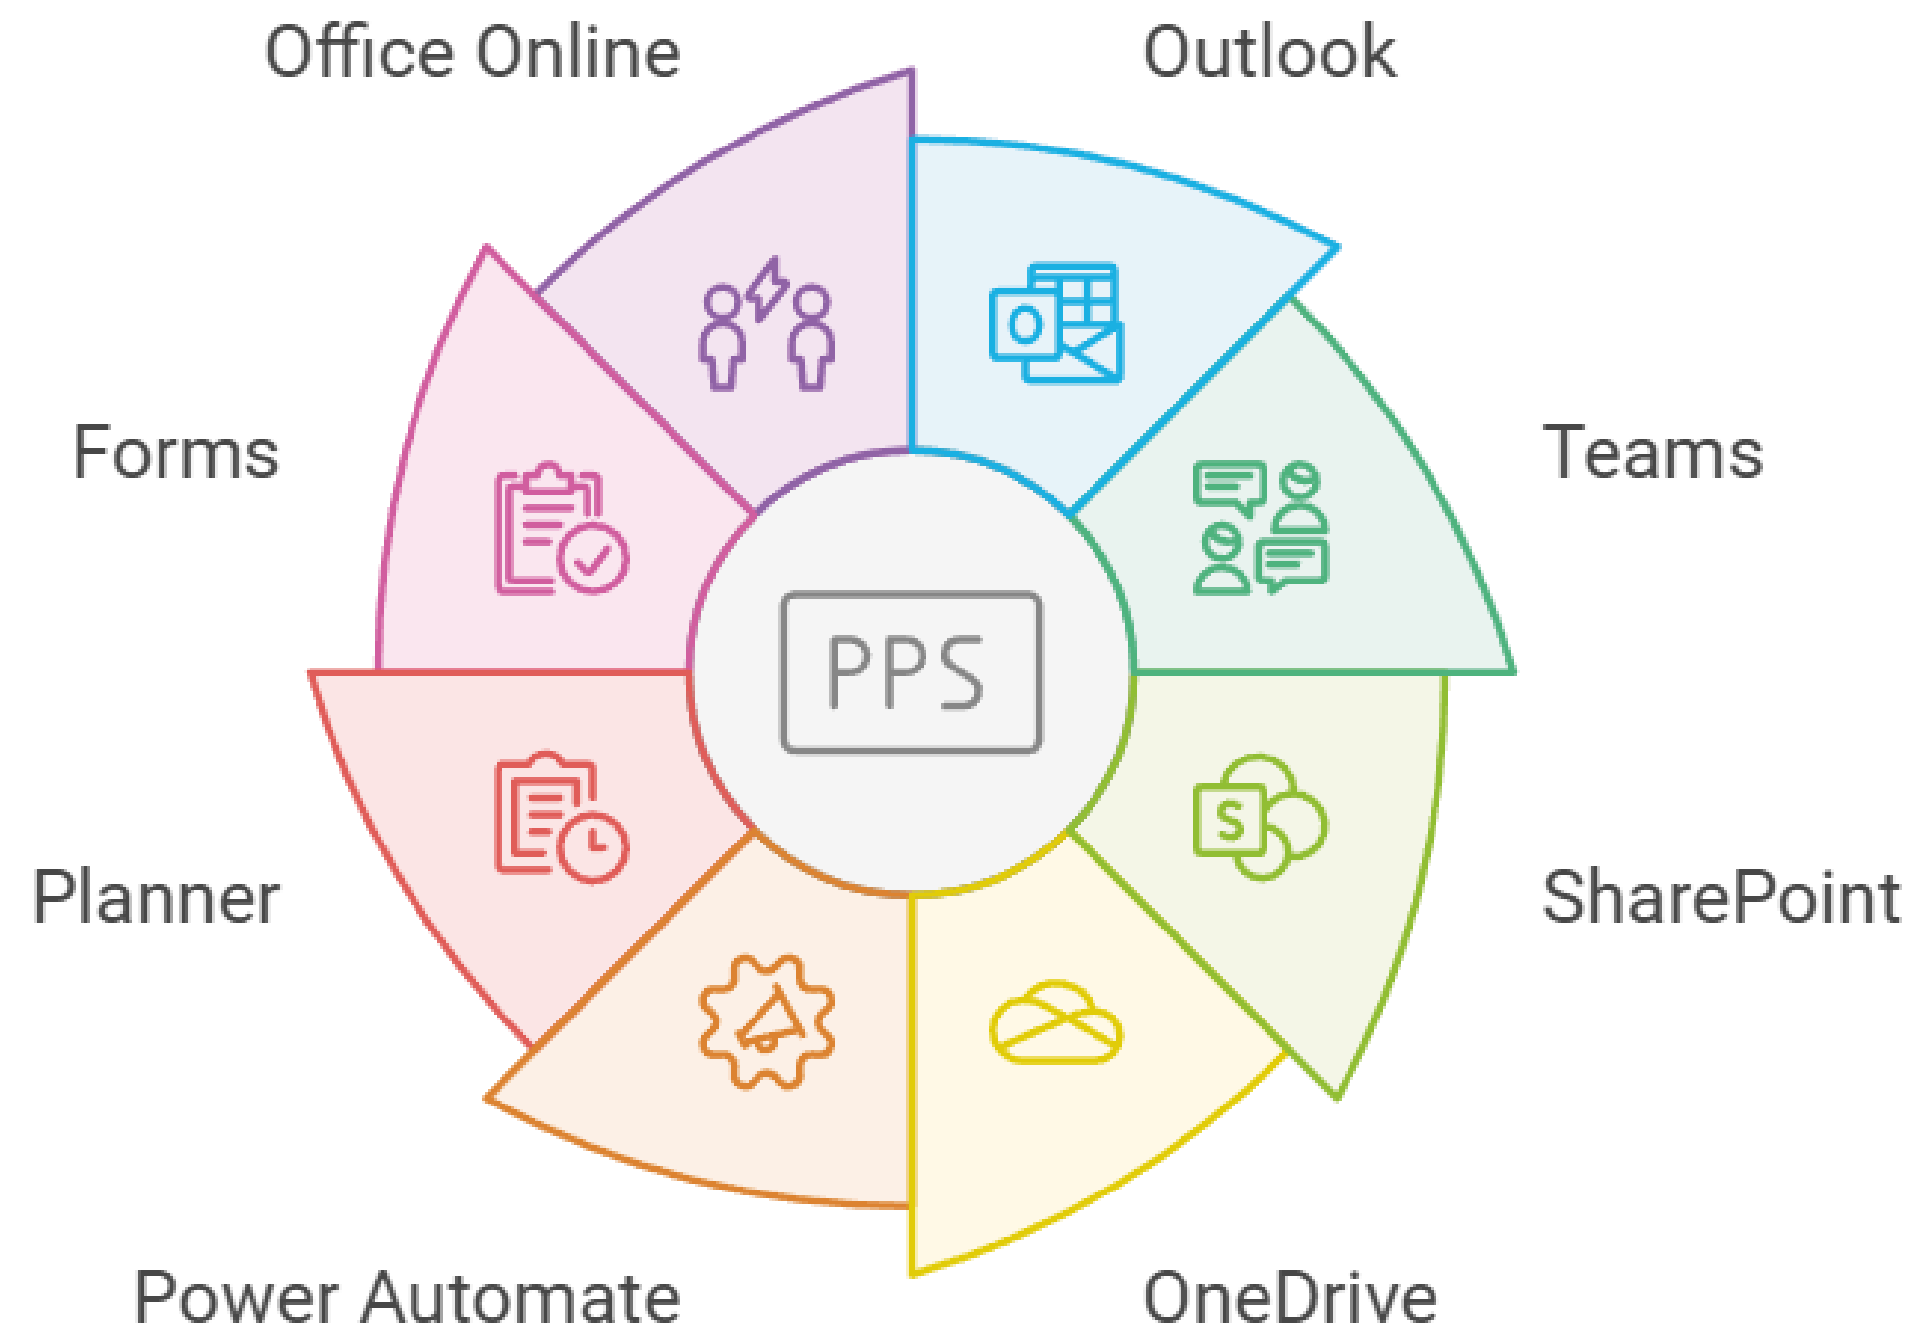 Office Online
Outlook
Forms
Teams
O
PPS
S
Planner
SharePoint
Power Automate
OneDrive